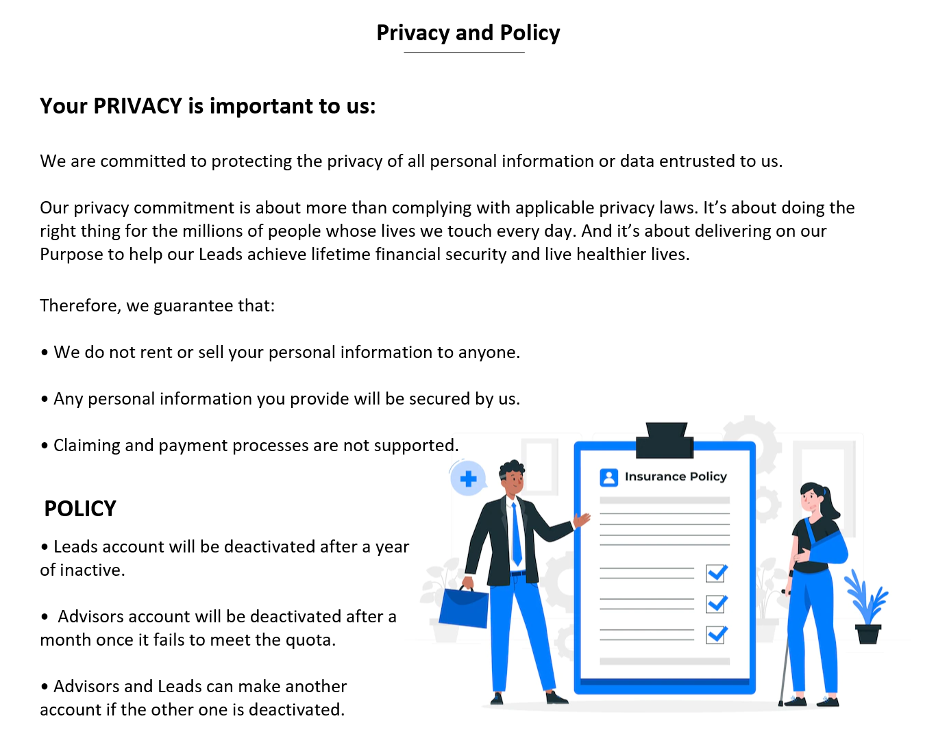 Privacy and Policy
Your PRIVACY is important to us:
We are committed to protecting the privacy of all personal information or data entrusted to us.
Our privacy commitment is about more than complying with applicable privacy laws. It’s about doing the
right thing for the millions of people whose lives we touch every day. And it’s about delivering on our
Purpose to help our Leads achieve lifetime financial security and live healthier lives.
Therefore, we guarantee that:
• We do not rent or sell your personal information to anyone.
• Any personal information you provide will be secured by us.
• Claiming and payment processes are not supported.
Insurance Policy
POLICY
• Leads account will be deactivated after a year
of inactive.
• Advisors account will be deactivated after a
month once it fails to meet the quota.
• Advisors and Leads can make another
account if the other one is deactivated.